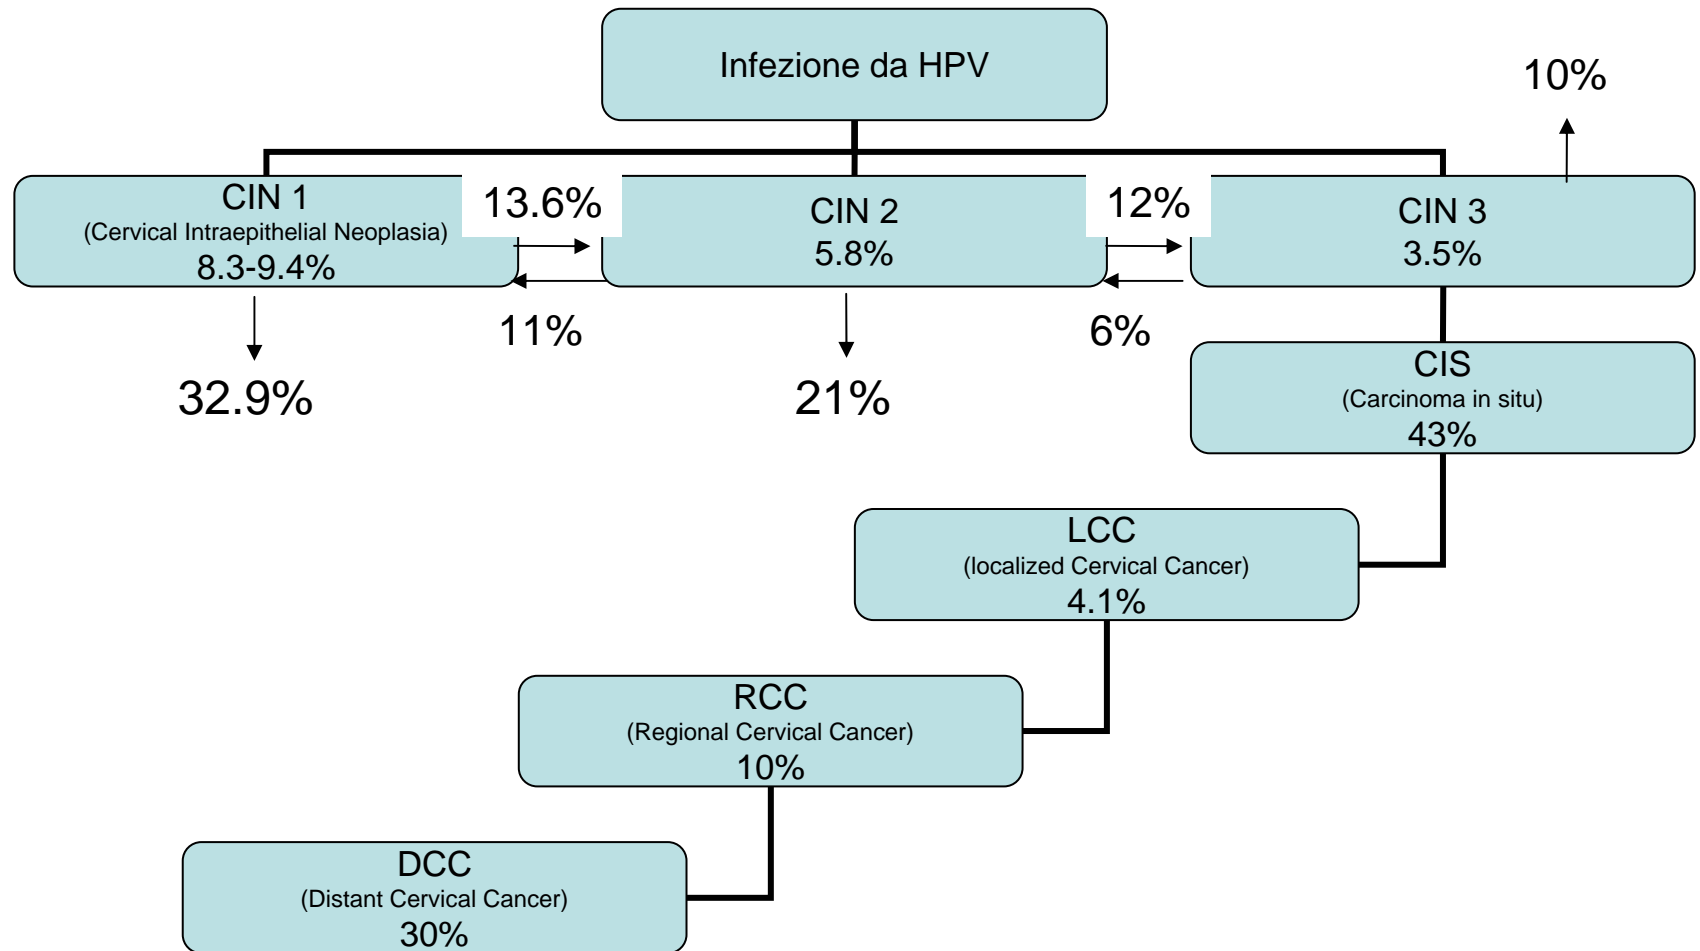 Infezione da HPV
10%
CIN 1
(Cervical Intraepithelial Neoplasia)
8.3-9.4%
13.6%
CIN 2
5.8%
12%
CIN 3
3.5%
11%
6%
32.9%
21%
CIS
(Carcinoma in situ)
43%
LCC
(localized Cervical Cancer)
4.1%
RCC
(Regional Cervical Cancer)
10%
DCC
(Distant Cervical Cancer)
30%